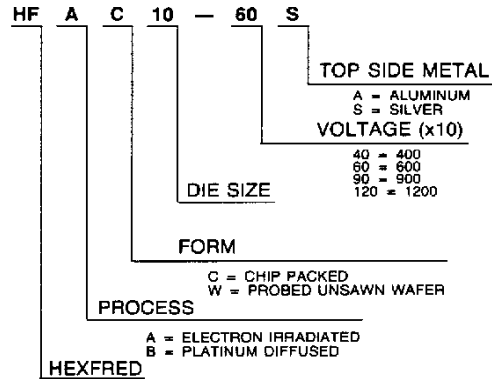 HF A C 10 — 60 S
TOP SIDE METAL
A = ALUMINUM
S = SILVER
VOLTAGE (x10)
40 = 400
60 = 600
90 = 900
120 = 1200
DIE SIZE
FORM
C = CHIP PACKED
W = PROBED UNSAWN WAFER
PROCESS
A = ELECTRON IRRADIATED
B = PLATINUM DIFFUSED
HEXFRED